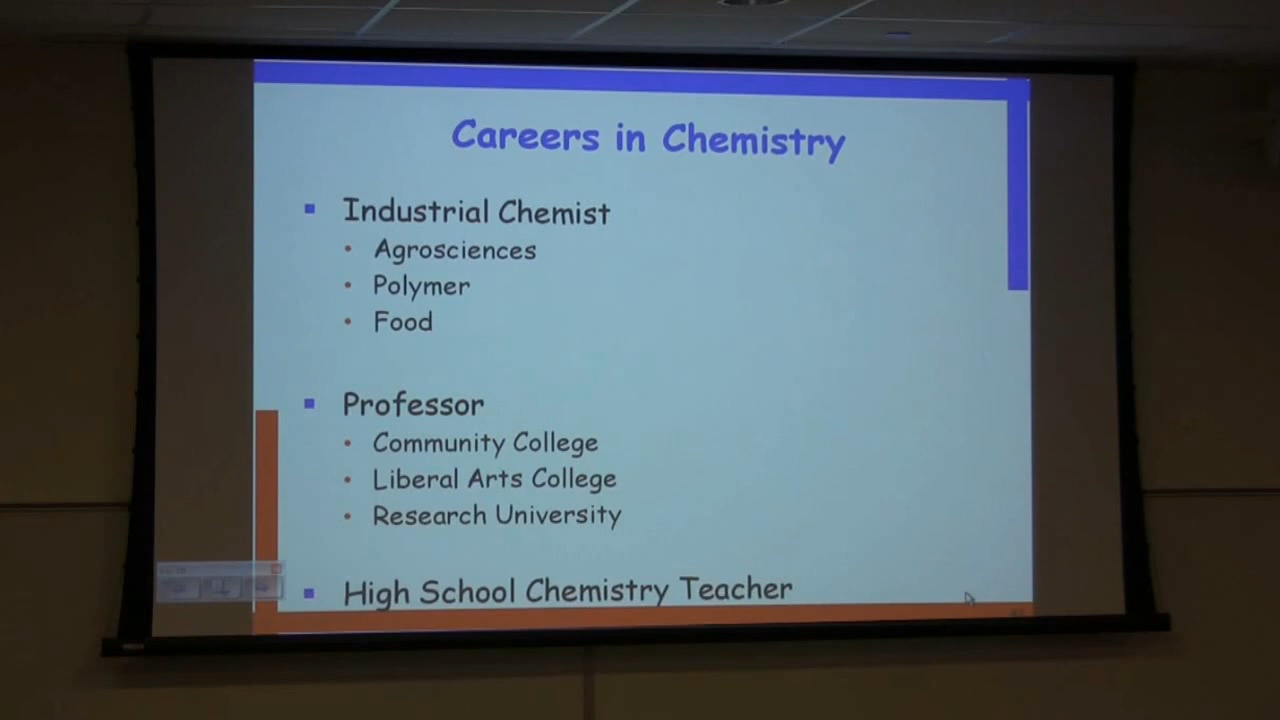 Careers in Chemistry
Industrial Chemist
Agrosciences
Polymer
Food
Professor
Community College
Liberal Arts College
Research University
High School Chemistry Teacher